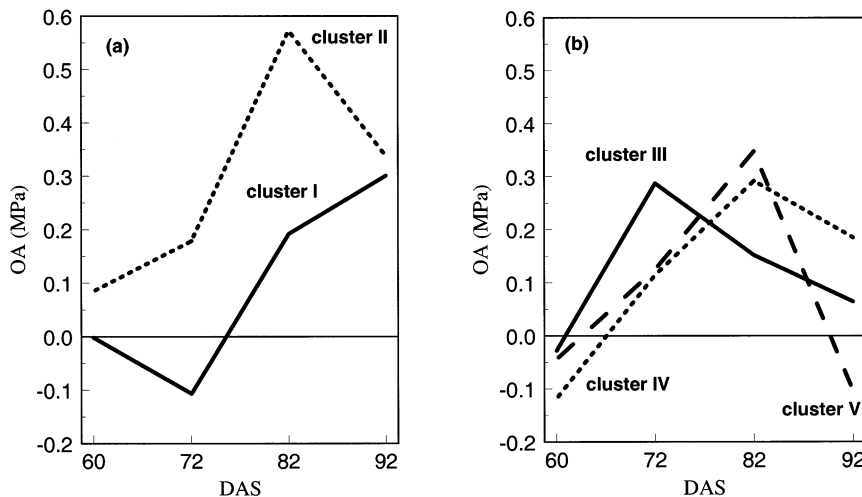 (a)
cluster II
cluster I
OA (MPa)
0.6
0.5
0.4
0.3
0.2
0.1
0.0
-0.1
-0.2
60 72 82 92
DAS
(b)
cluster III
cluster IV
cluster V
OA (MPa)
0.6
0.5
0.4
0.3
0.2
0.1
0.0
-0.1
-0.2
60 72 82 92
DAS